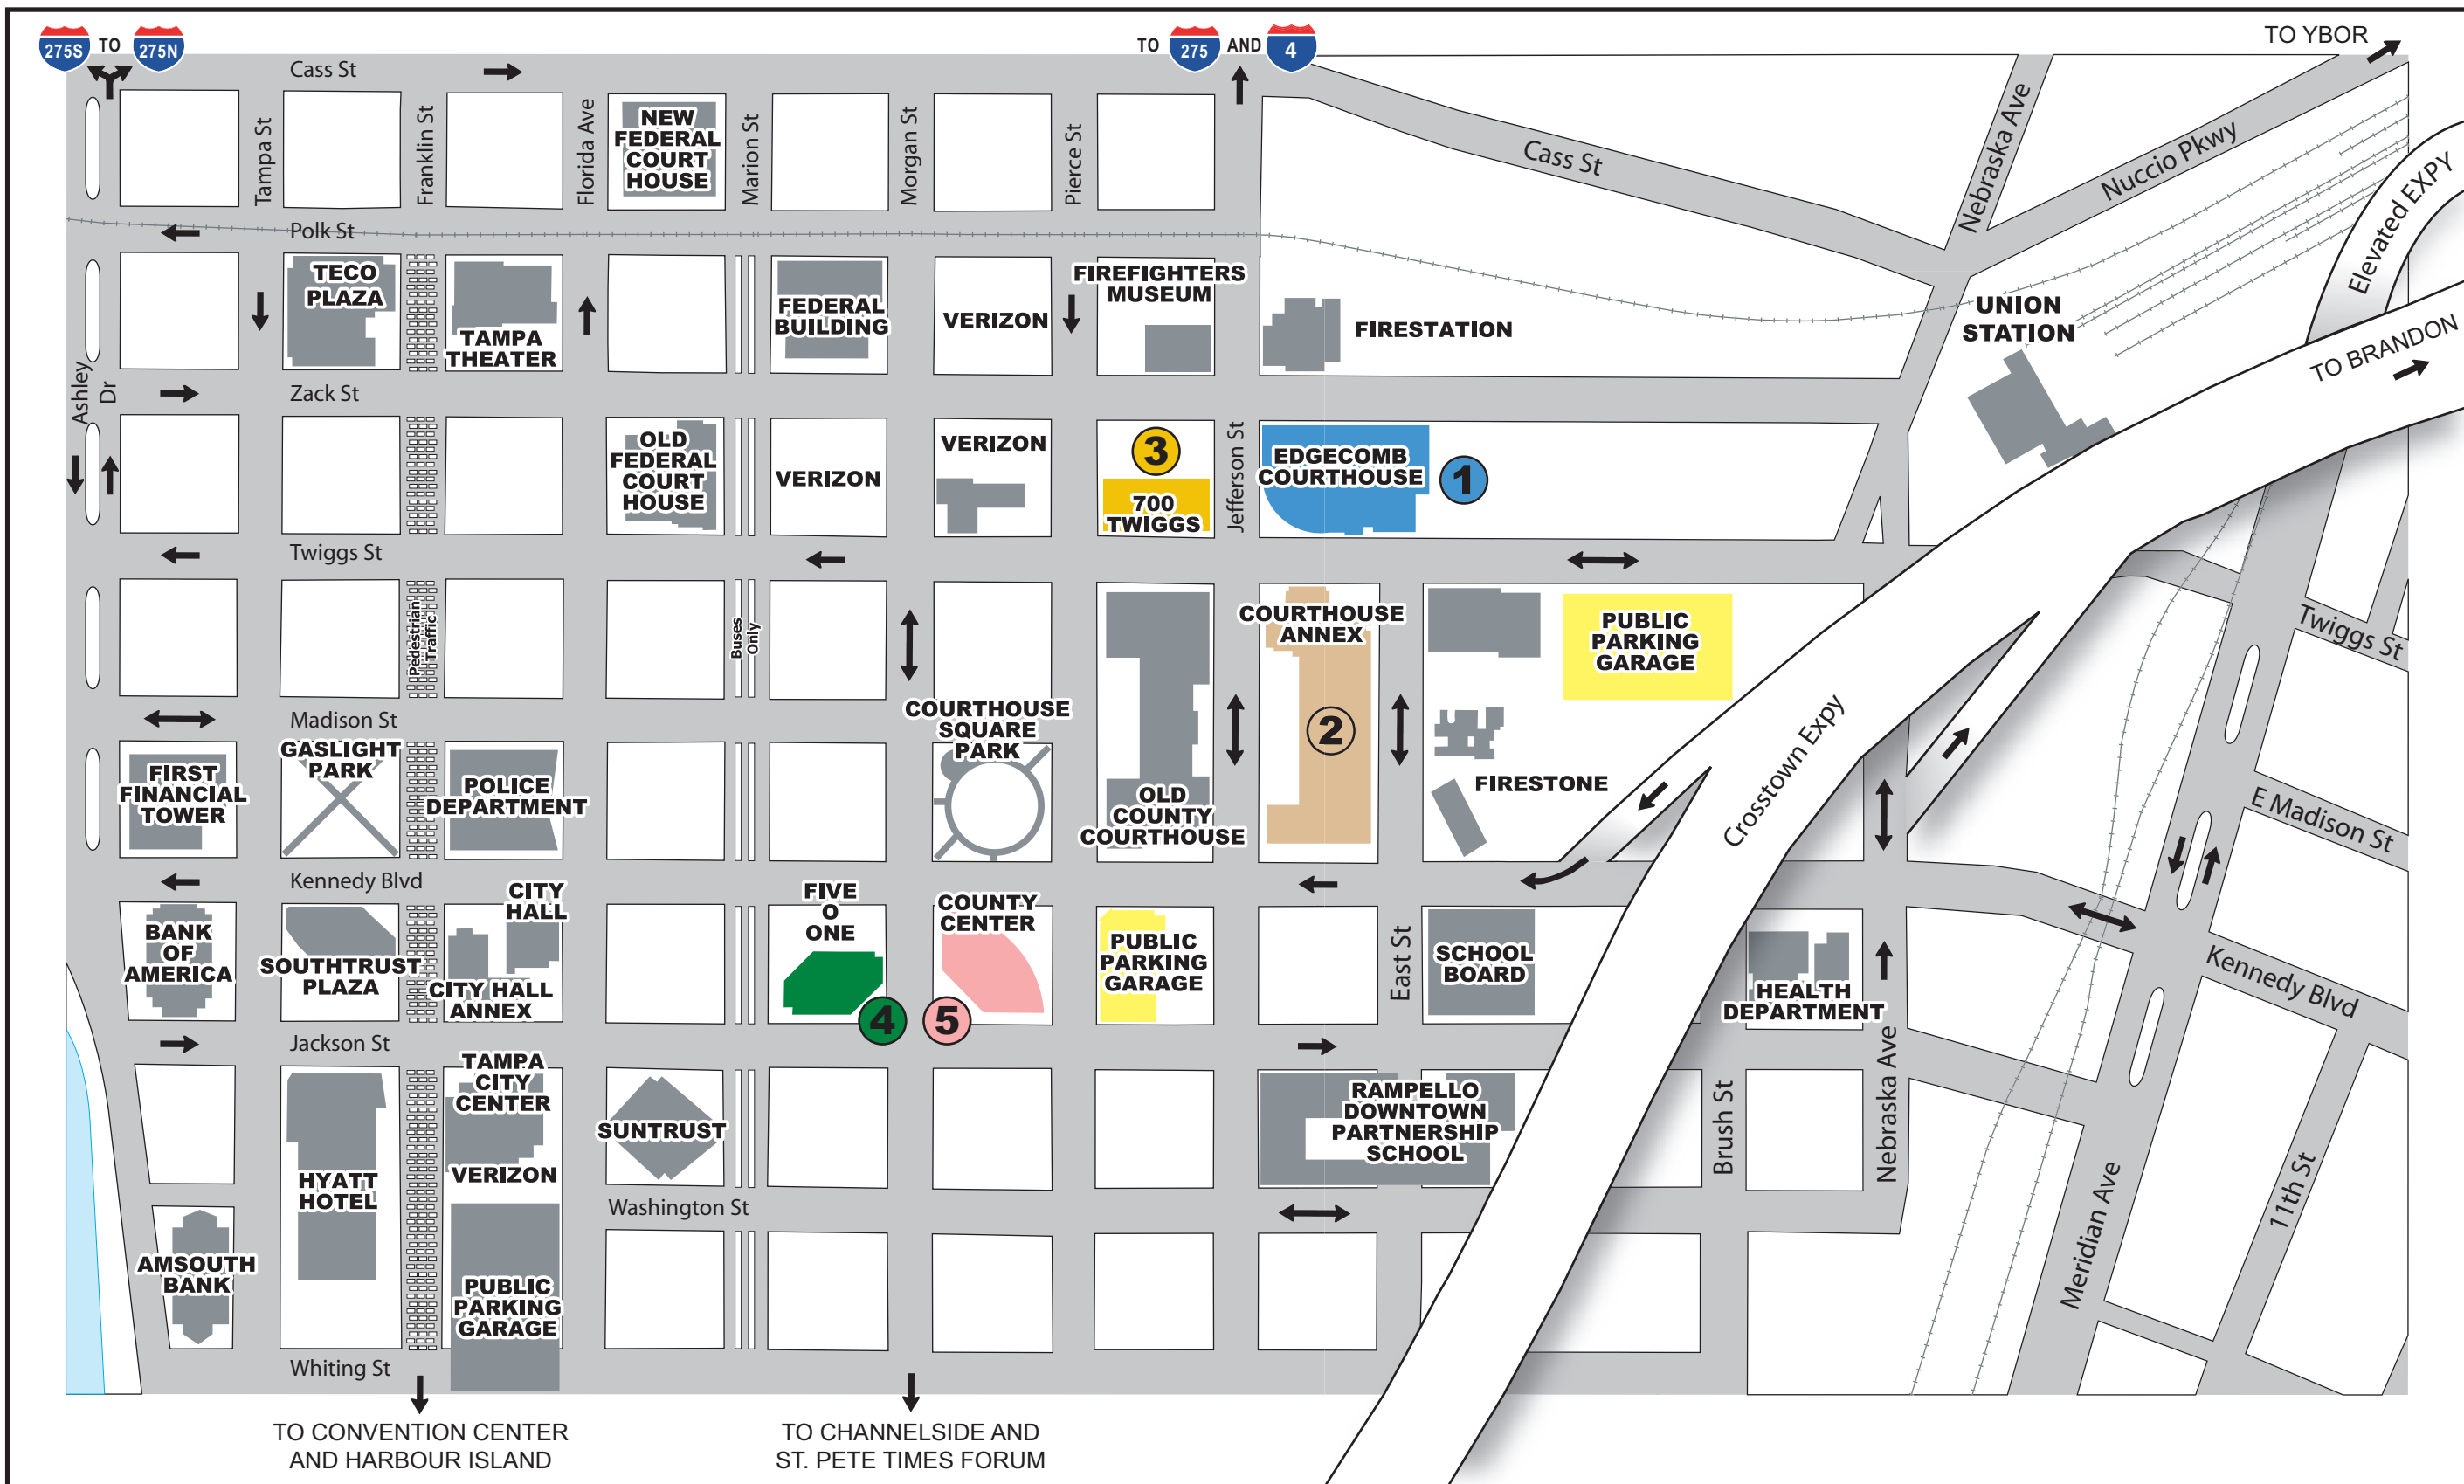 275S TO 275N
TO 275 AND 4
TO YBOR
Cass St
Tampa St
Franklin St
Florida Ave
NEW
FEDERAL
COURT
HOUSE
Marion St
Morgan St
Pierce St
Cass St
Nebraska Ave
Nuccio Pkwy
Elevated EXPY
Polk St
TECO
PLAZA
TAMPA
THEATER
FEDERAL
BUILDING
VERIZON
FIREFIGHTERS
MUSEUM
FIRESTATION
UNION
STATION
TO BRANDON
Ashley
Dr
Zack St
OLD
FEDERAL
COURT
HOUSE
VERIZON
VERIZON
3
700
TWIGGS
Jefferson St
EDGECOMB
COURTHOUSE
1
Twiggs St
Pedestrian
Traffic
Buses
Only
COURTHOUSE
ANNEX
2
PUBLIC
PARKING
GARAGE
Twiggs St
Madison St
GASLIGHT
PARK
FIRST
FINANCIAL
TOWER
POLICE
DEPARTMENT
COURTHOUSE
SQUARE
PARK
OLD
COUNTY
COURTHOUSE
FIRESTONE
Crosstown Expy
E Madison St
Kennedy Blvd
BANK
OF
AMERICA
SOUTHTRUST
PLAZA
CITY
HALL
CITY HALL
ANNEX
FIVE
O
ONE
4
COUNTY
CENTER
5
PUBLIC
PARKING
GARAGE
East St
SCHOOL
BOARD
HEALTH
DEPARTMENT
Kennedy Blvd
Jackson St
TAMPA
CITY
CENTER
VERIZON
HYATT
HOTEL
SUNTRUST
RAMPELLO
DOWNTOWN
PARTNERSHIP
SCHOOL
Brush St
Nebraska Ave
Meridian Ave
11th St
Washington St
AMSOUTH
BANK
PUBLIC
PARKING
GARAGE
Whiting St
TO CONVENTION CENTER
AND HARBOUR ISLAND
TO CHANNELSIDE AND
ST. PETE TIMES FORUM